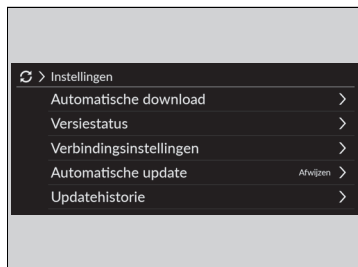 Instellingen
Automatische download
Versiestatus
Verbindingsinstellingen
Automatische update Afwijzen
Updatehistorie